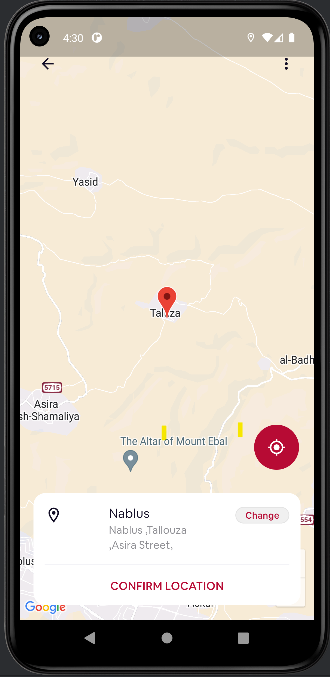 4:30
Yasid
Talluza
al-Badh
5715
Asira
sh-Shamaliya
The Altar of Mount Ebal
Nablus
Change
Nablus ,Tallouza
,Asira Street,
554
CONFIRM LOCATION
Google